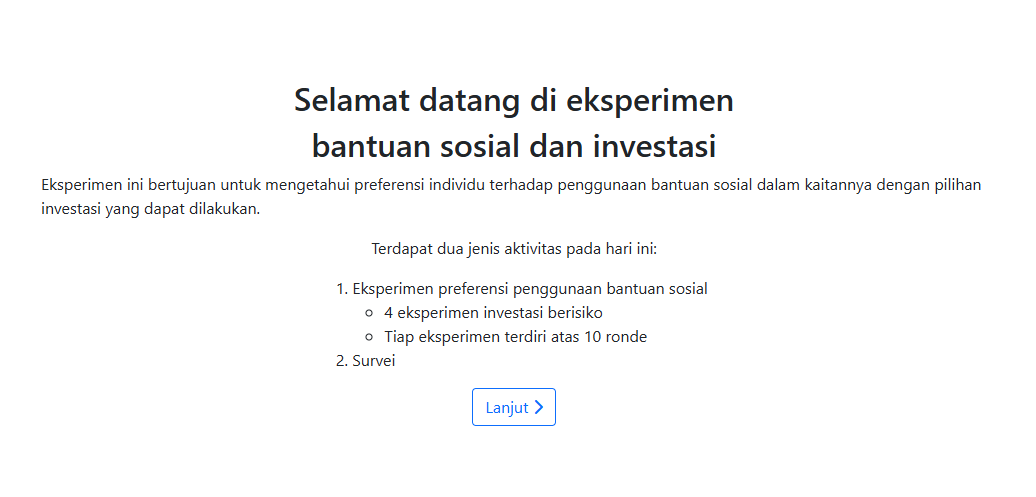 Selamat datang di eksperimen
bantuan sosial dan investasi
Eksperimen ini bertujuan untuk mengetahui preferensi individu terhadap penggunaan bantuan sosial dalam kaitannya dengan pilihan
investasi yang dapat dilakukan.
Terdapat dua jenis aktivitas pada hari ini:
1. Eksperimen preferensi penggunaan bantuan sosial
4 eksperimen investasi berisiko
Tiap eksperimen terdiri atas 10 ronde
2. Survei
Lanjut